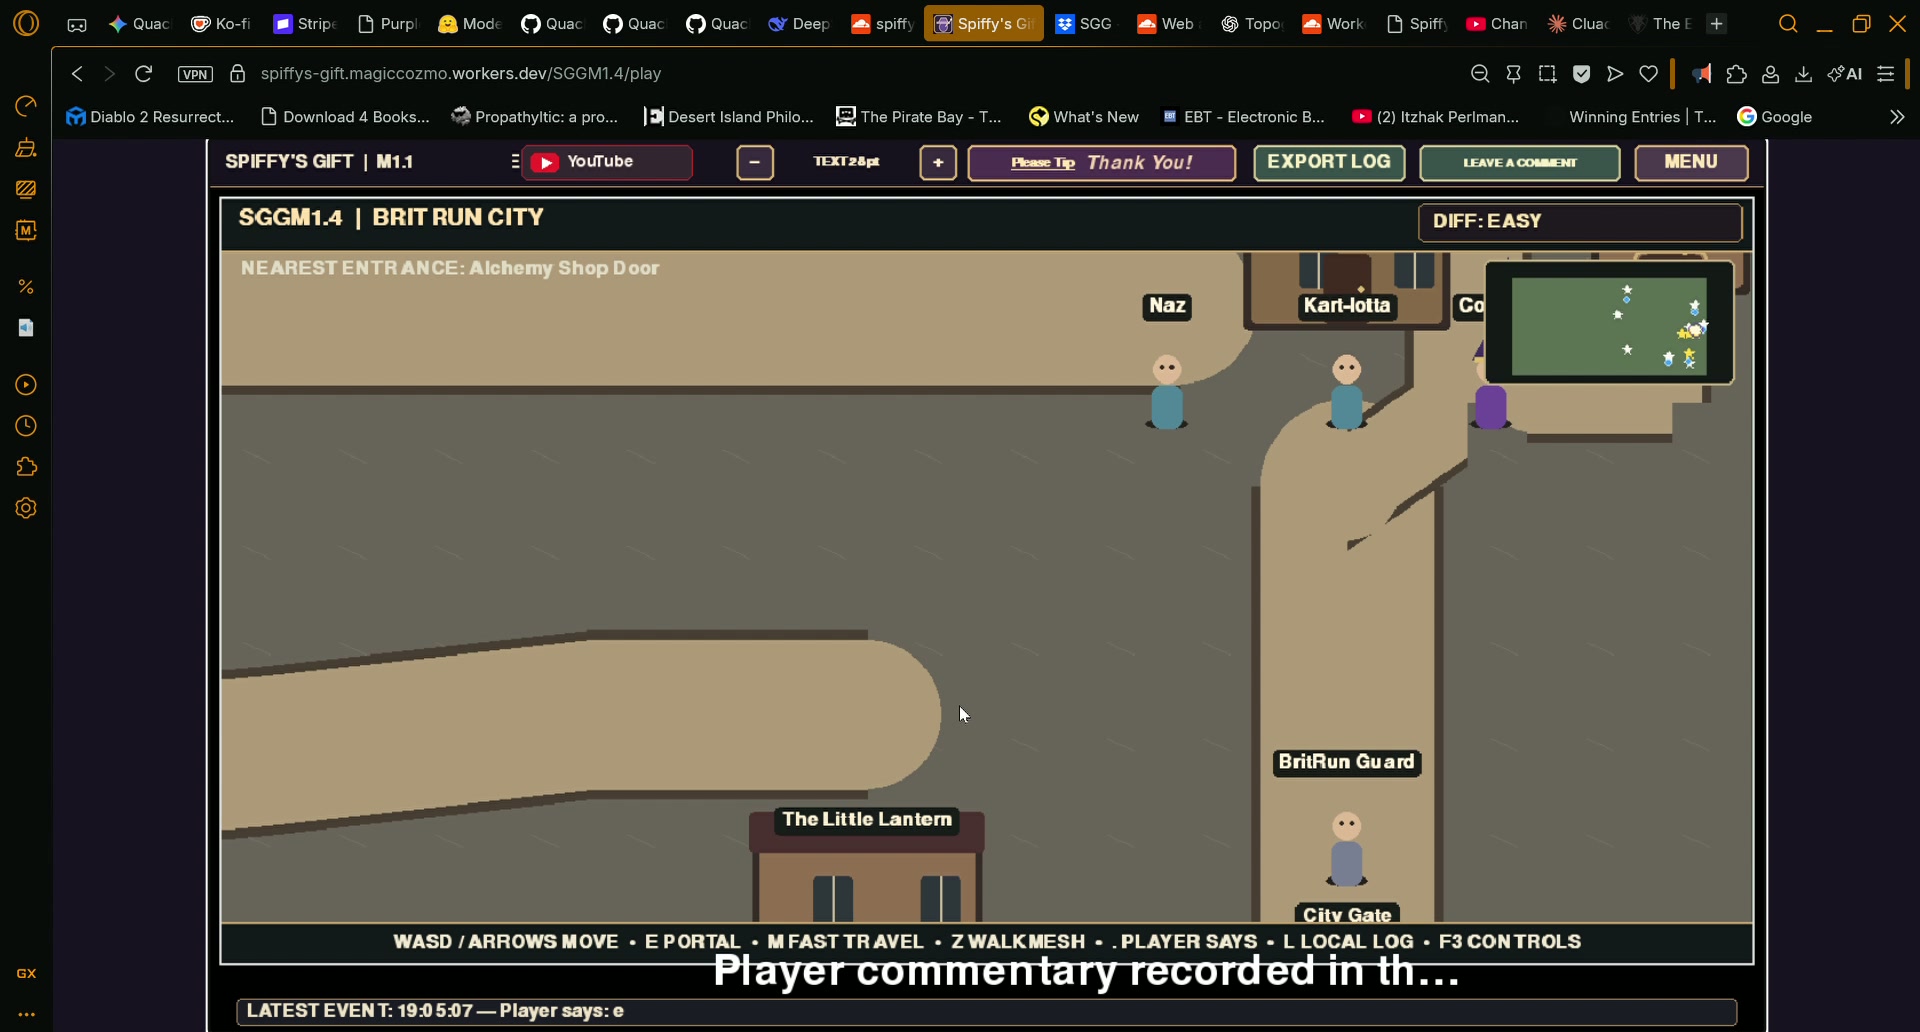 Quac
Ko-fi
Stripe
Purpl
Mode
Quac
Quac
Quac
Deep
spiffy
Spiffy's Gi
SGG
Web
Topo
Work
Spiffy
Chan
Cluac
The E
VPN
spiffys-gift.magiccozmo.workers.dev/SGGM1.4/play
AI
Diablo 2 Resurrect...
Download 4 Books...
Propathyltic: a pro...
Desert Island Philo...
The Pirate Bay - T...
What's New
EBT - Electronic B...
(2) Itzhak Perlman...
Winning Entries | T...
Google
SPIFFY'S GIFT | M1.1
YouTube
−
TEXT 28pt
+
Please Tip Thank You!
EXPORT LOG
LEAVE A COMMENT
MENU
SGGM1.4 | BRIT RUN CITY
DIFF: EASY
NEAREST ENTRANCE: Alchemy Shop Door
Naz
Kart-lotta
Co
BritRun Guard
The Little Lantern
City Gate
WASD / ARROWS MOVE • E PORTAL • M FAST TRAVEL • Z WALKMESH • . PLAYER SAYS • L LOCAL LOG • F3 CONTROLS
Player commentary recorded in th...
LATEST EVENT: 19:05:07 — Player says: e
GX